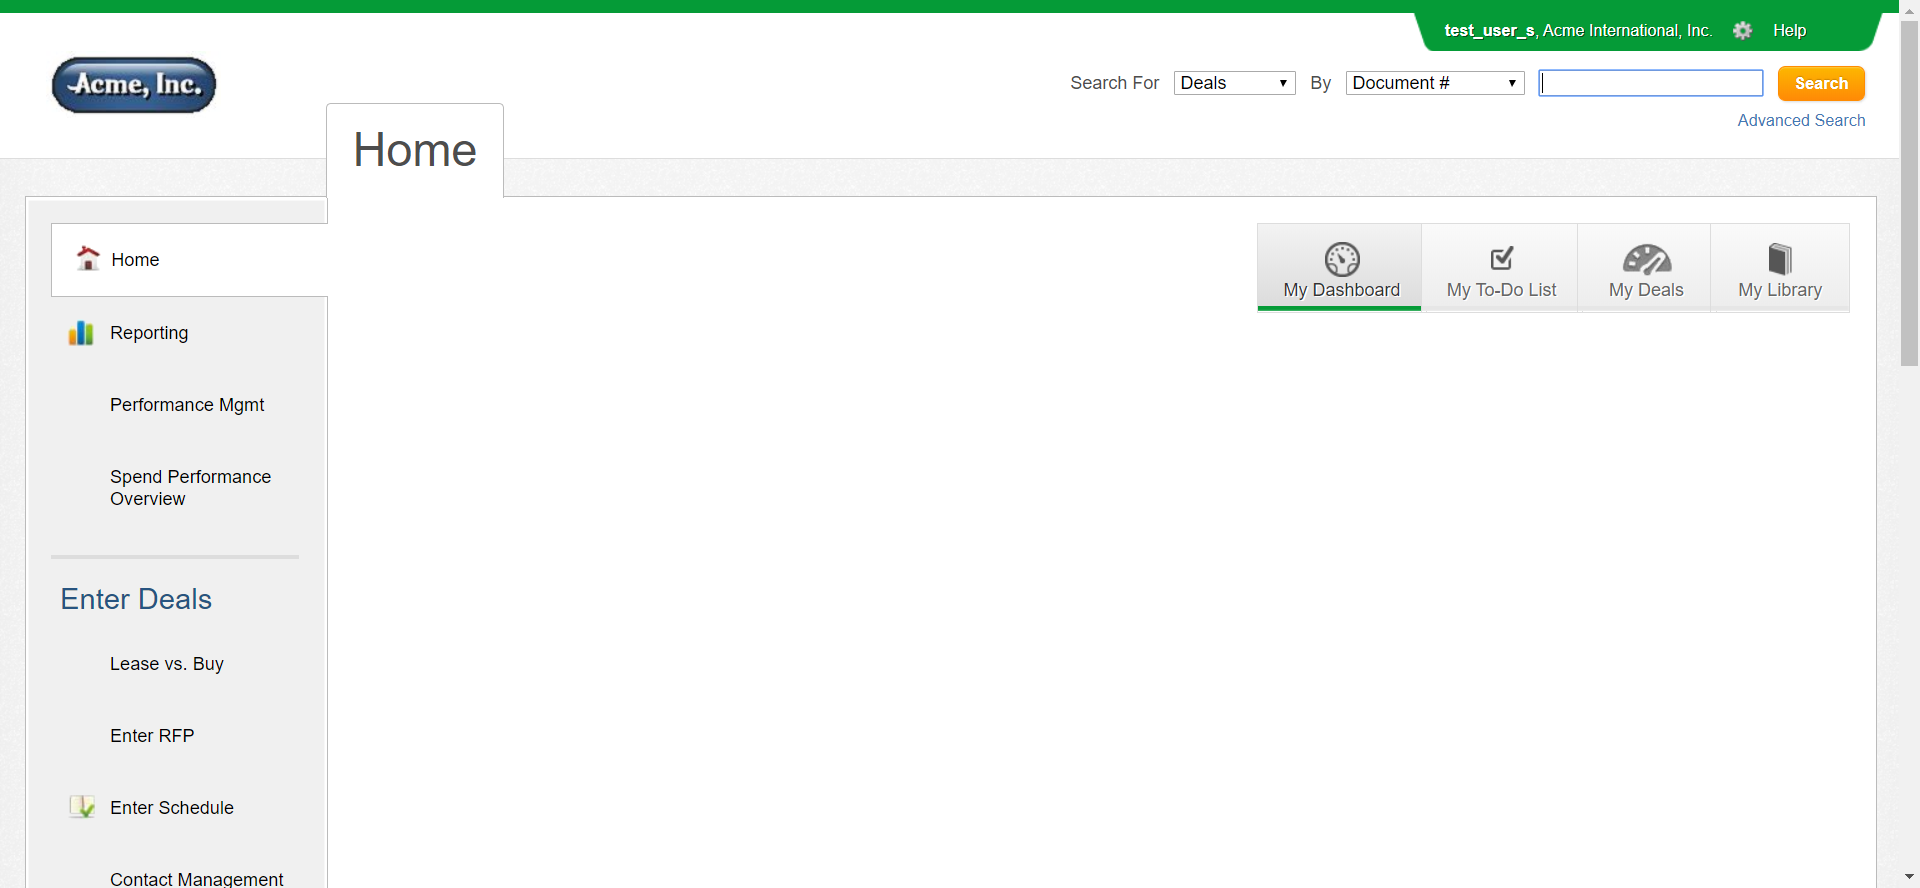 test_user_s, Acme International, Inc. Help
Acme, Inc.
Search For Deals By Document # Search
Advanced Search
Home
Home
My Dashboard My To-Do List My Deals My Library
Reporting
Performance Mgmt
Spend Performance
Overview
Enter Deals
Lease vs. Buy
Enter RFP
Enter Schedule
Contact Management